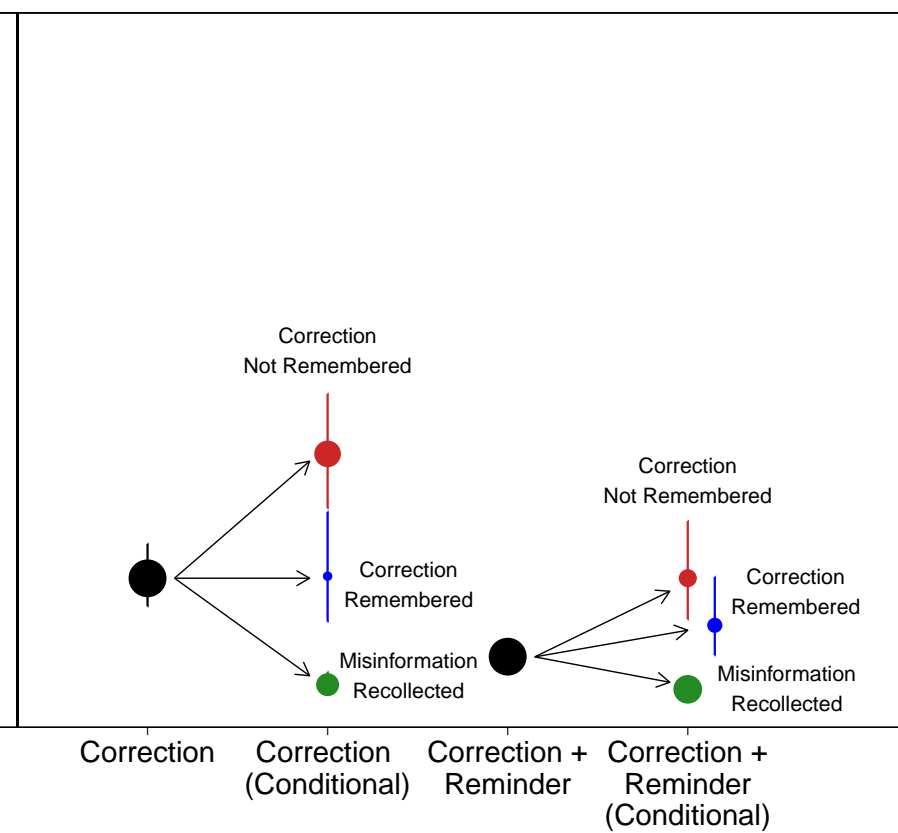 Correction
Not Remembered
Correction
Not Remembered
Correction
Remembered
Correction
Remembered
Misinformation
Recollected
Misinformation
Recollected
Correction
Correction
(Conditional)
Correction +
Reminder
Correction +
Reminder
(Conditional)